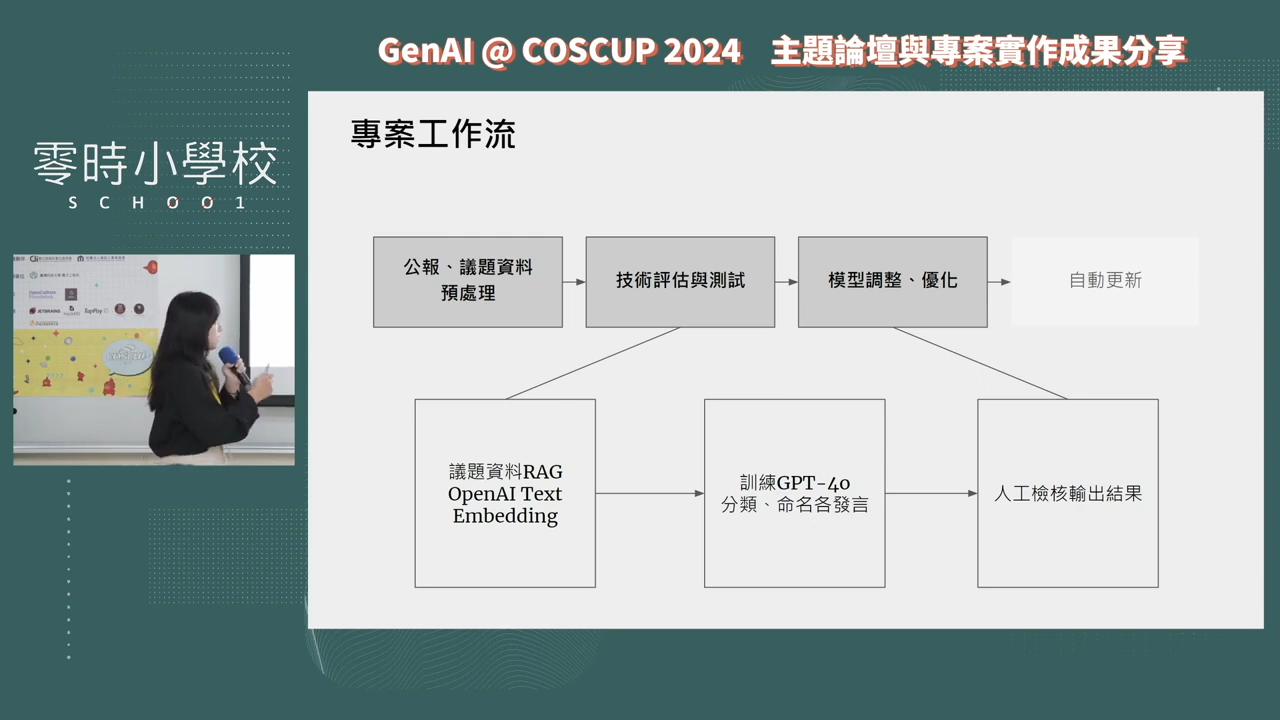 GenAI @ COSCUP 2024 主題論壇與專案實作成果分享
零時小學校
SCHOO1
專案工作流
公報、議題資料
預處理
技術評估與測試
模型調整、優化
自動更新
議題資料RAG
OpenAI Text
Embedding
訓練GPT-4o
分類、命名各發言
人工檢核輸出結果
OpenCulture
JETBRAINS
TapPay
COSCUP